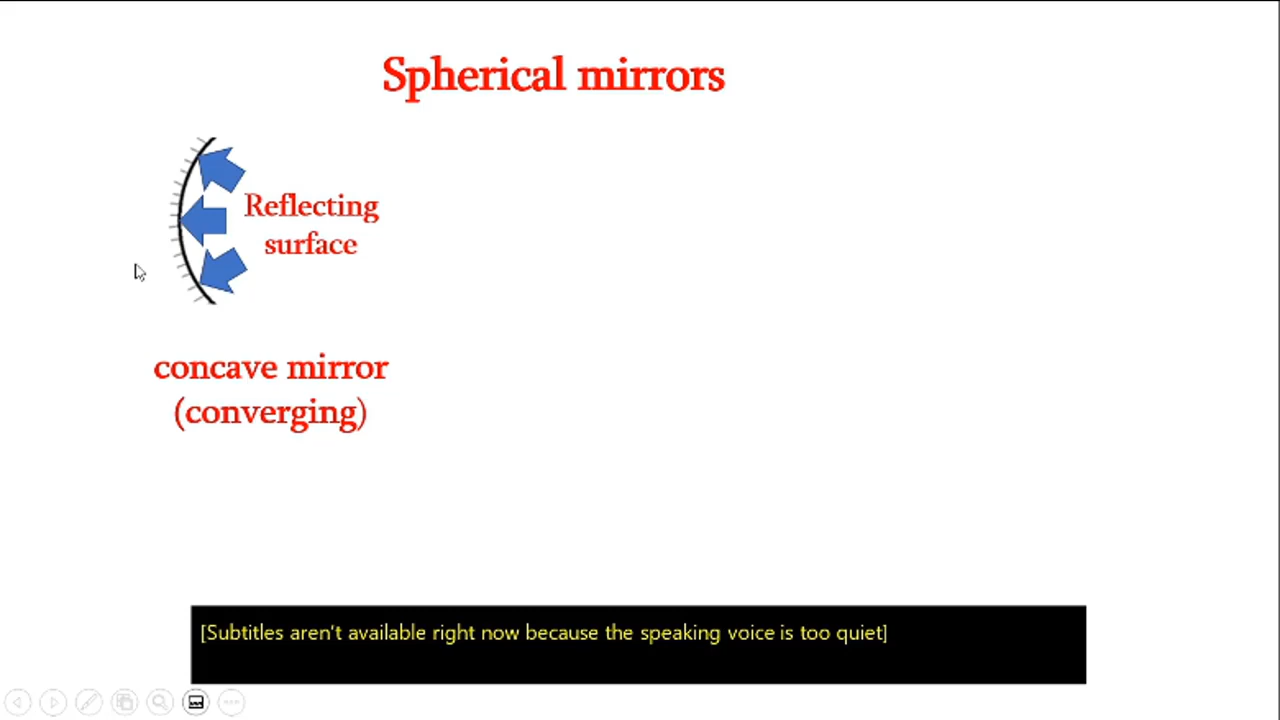 Spherical mirrors
Reflecting
surface
concave mirror
(converging)
[Subtitles aren't available right now because the speaking voice is too quiet]